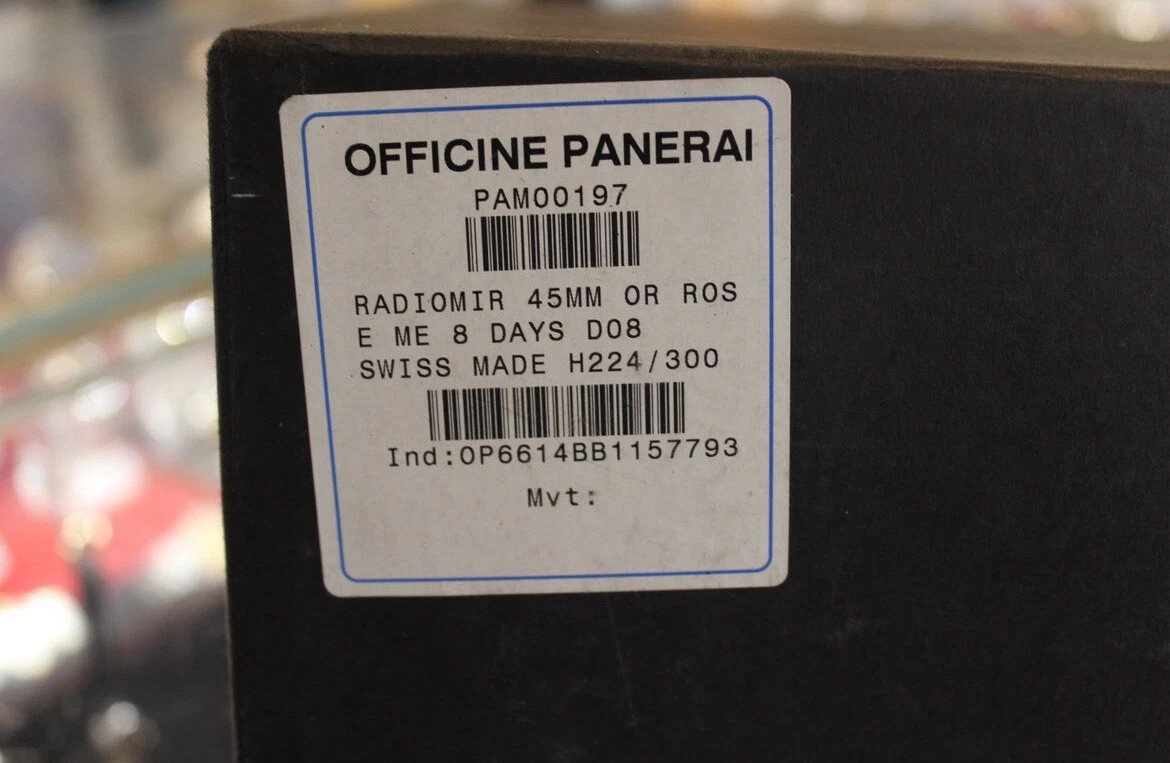 OFFICINE PANERAI
PAM00197
RADIOMIR 45MM OR ROS
E ME 8 DAYS D08
SWISS MADE H224/300
Ind:OP6614BB1157793
Mvt: